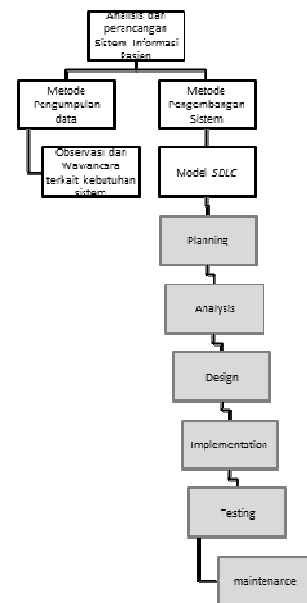 Analisis dan
perancangan
Sistem Informasi
Pasien
Metode
Pengumpulan
data
Metode
Pengembangan
Sistem
Observasi dan
Wawancara
terkait kebutuhan
sistem
Model SDLC
Planning
Analysis
Design
Implementation
Testing
maintenance